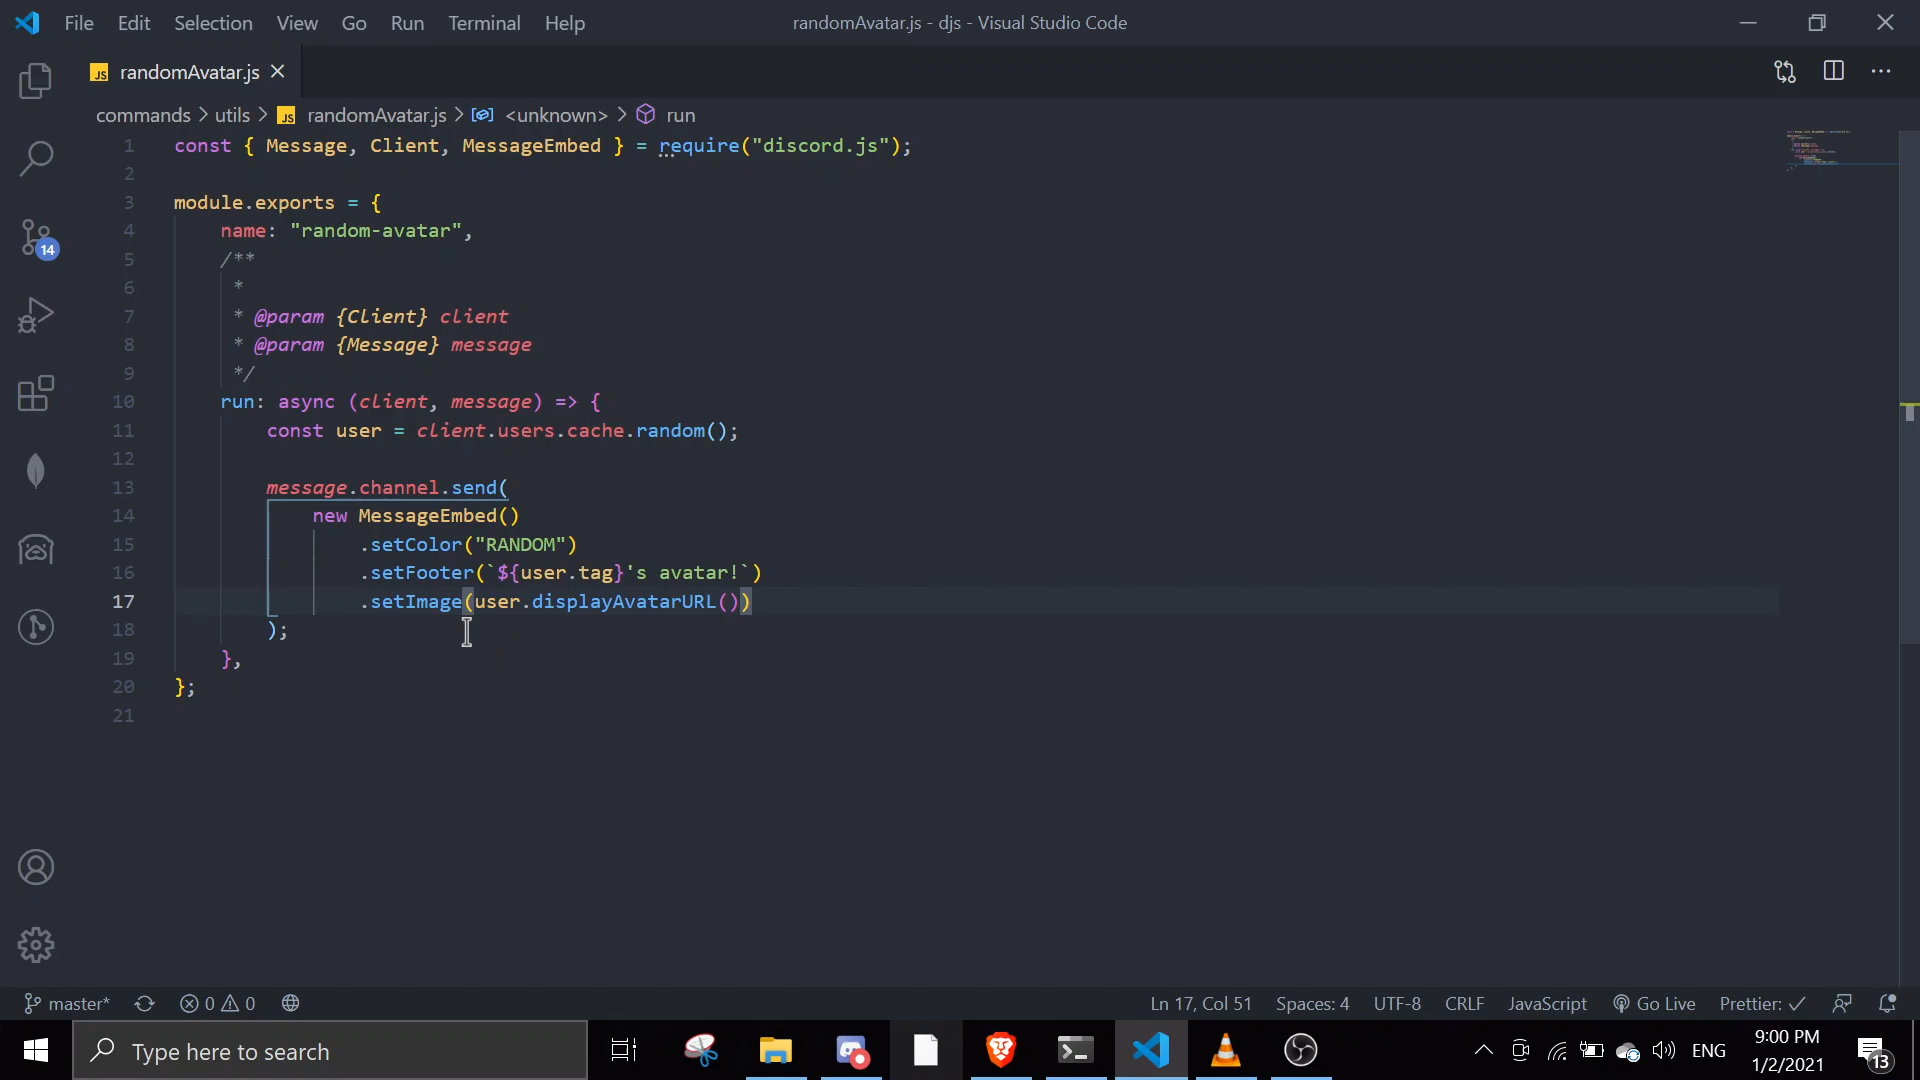 File Edit Selection View Go Run Terminal Help
randomAvatar.js - djs - Visual Studio Code
JS randomAvatar.js
commands > utils > JS randomAvatar.js > <unknown> > run
1 const { Message, Client, MessageEmbed } = require("discord.js");
2
3 module.exports = {
4 name: "random-avatar",
5 /**
6 *
7 * @param {Client} client
8 * @param {Message} message
9 */
10 run: async (client, message) => {
11 const user = client.users.cache.random();
12
13 message.channel.send(
14 new MessageEmbed()
15 .setColor("RANDOM")
16 .setFooter(`${user.tag}'s avatar!`)
17 .setImage(user.displayAvatarURL())
18 );
19 },
20 };
21
14
master* 0 0 Ln 17, Col 51 Spaces: 4 UTF-8 CRLF JavaScript Go Live Prettier: ✓
Type here to search
ENG
9:00 PM
1/2/2021
13